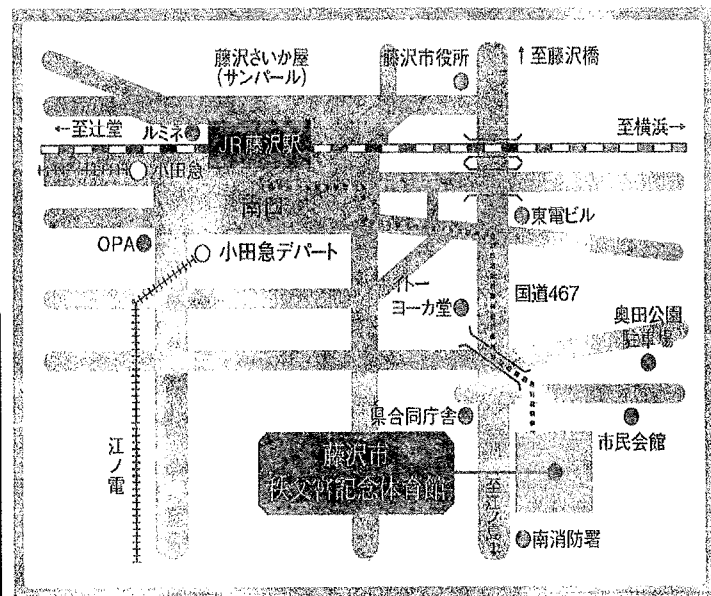 藤沢さいか屋
(サンパール)
藤沢市役所
↑至藤沢橋
←至辻堂
ルミネ
JR藤沢駅
至横浜→
小田急
南口
東電ビル
OPA
小田急デパート
イトー
ヨーカ堂
国道467
奥田公園
駐車場
県合同庁舎
市民会館
江ノ電
藤沢市
秩父宮記念体育館
至江ノ島↓
南消防署